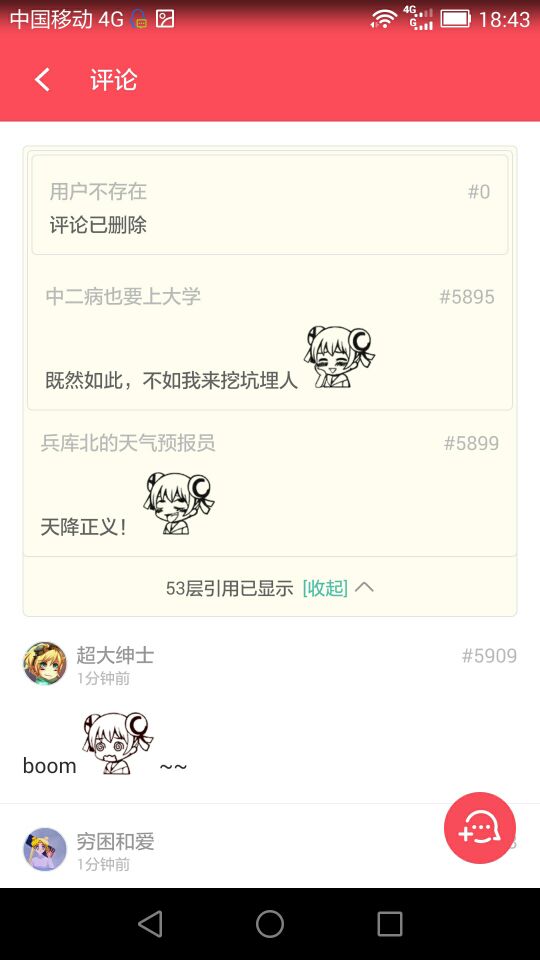 中国移动 4G 4G G 18:43
评论
用户不存在 #0
评论已删除
中二病也要上大学 #5895
既然如此，不如我来挖坑埋人
兵库北的天气预报员 #5899
天降正义！
53层引用已显示 [收起]
超大绅士 #5909
1分钟前
boom ~~
穷困和爱
1分钟前